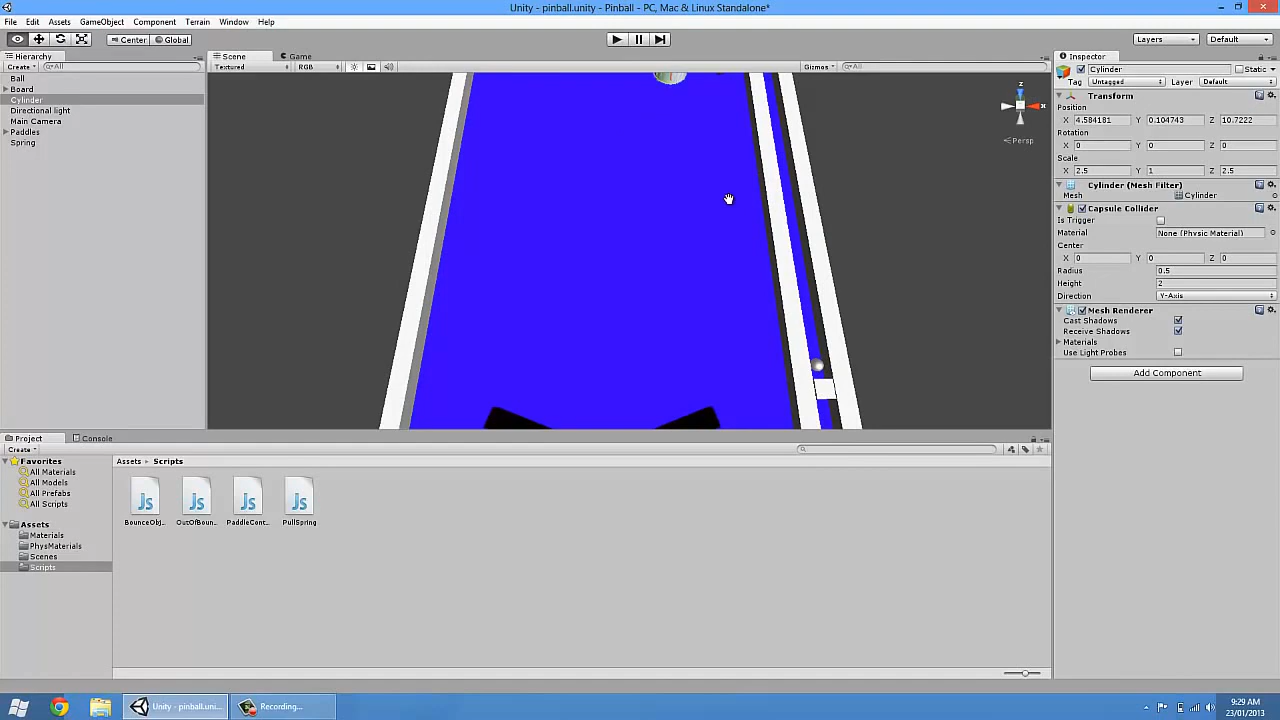 Unity - pinball.unity - Pinball - PC, Mac & Linux Standalone*
File Edit Assets GameObject Component Terrain Window Help
Center Global Layers Default
Hierarchy
Create All
Ball
Board
Cylinder
Directional light
Main Camera
Paddles
Spring
Scene Game
Textured RGB Gizmos All
z
x
Persp
Inspector
Cylinder Static
Tag Untagged Layer Default
Transform
Position
X 4.584181 Y 0.104743 Z 10.7222
Rotation
X 0 Y 0 Z 0
Scale
X 2.5 Y 1 Z 2.5
Cylinder (Mesh Filter)
Mesh Cylinder
Capsule Collider
Is Trigger
Material None (Physic Material)
Center
X 0 Y 0 Z 0
Radius 0.5
Height 2
Direction Y-Axis
Mesh Renderer
Cast Shadows
Receive Shadows
Materials
Use Light Probes
Add Component
Project Console
Create
Favorites
All Materials
All Models
All Prefabs
All Scripts
Assets
Materials
PhysMaterials
Scenes
Scripts
Assets Scripts
Js Js Js Js
BounceObj... OutOfBoun... PaddleCont... PullSpring
Unity - pinball.uni... Recording...
9:29 AM
23/01/2013